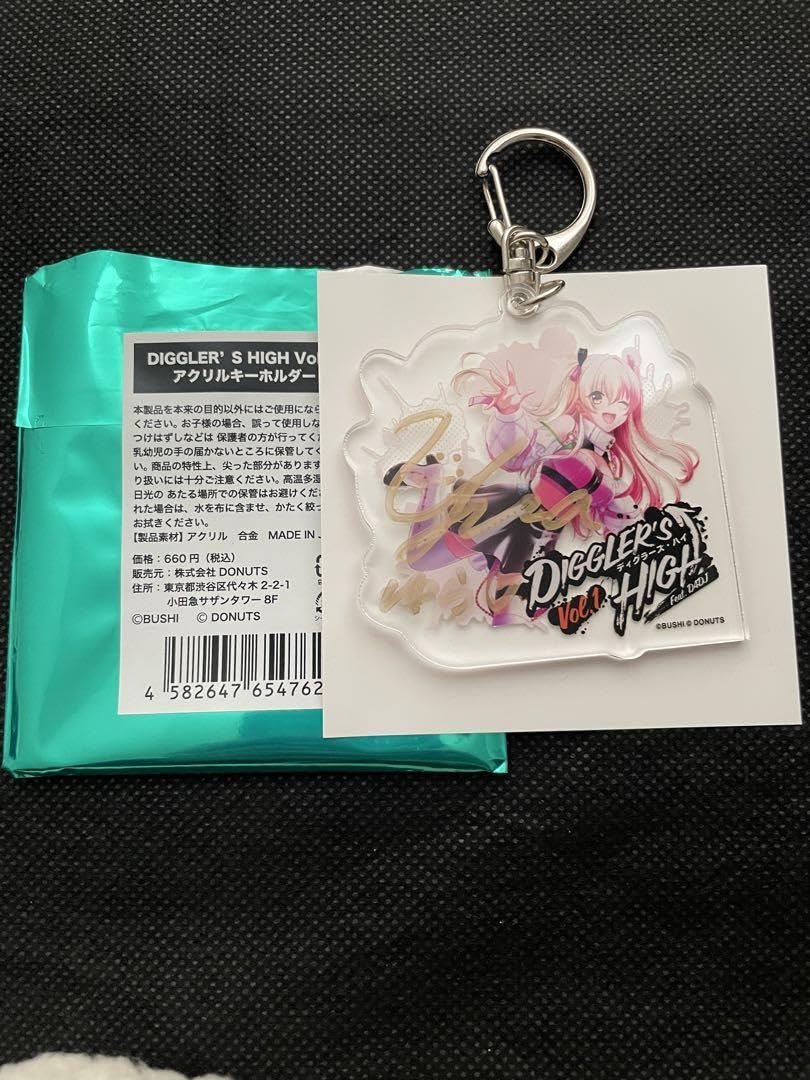 DIGGLER' S HIGH Vol
アクリルキーホルダー
本製品を本来の目的以外にはご使用になら
ください。お子様の場合、誤って使用しな
つけはずしなどは 保護者の方が行ってくだ
乳幼児の手の届かないところに保管してく
い。商品の特性上、尖った部分があります
り扱いには十分ご注意ください。高温多湿
日光の あたる場所での保管はお避けくださ
れた場合は、水を布に含ませ、かたく絞っ
お拭きください。
【製品素材】アクリル 合金 MADE IN
価格：660円（税込）
販売元：株式会社 DONUTS
住所：東京都渋谷区代々木 2-2-1
小田急サザンタワー 8F
©BUSHI © DONUTS
4 582647 654762
DIGGLER'S
ディグラーズ・ハイ
Vol.1 HIGH
Feat. D4DJ
©BUSHI © DONUTS